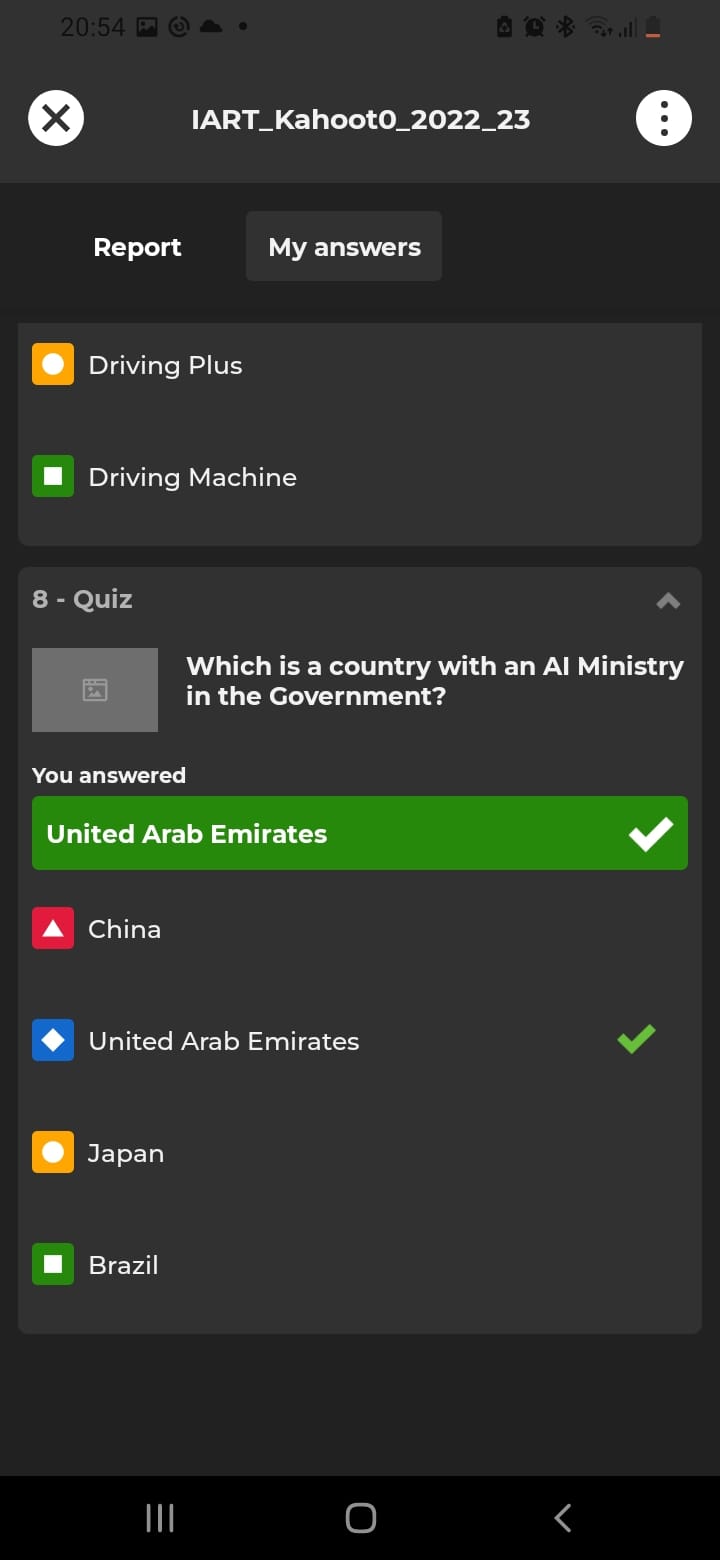 20:54
IART_Kahoot0_2022_23
Report
My answers
Driving Plus
Driving Machine
8 - Quiz
Which is a country with an AI Ministry
in the Government?
You answered
United Arab Emirates
China
United Arab Emirates
Japan
Brazil